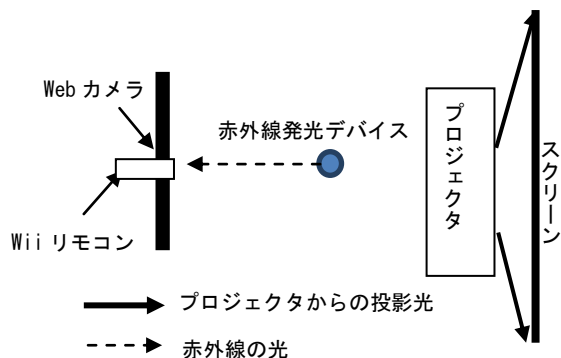 Web カメラ
赤外線発光デバイス
プロジェクタ
スクリーン
Wii リモコン
プロジェクタからの投影光
赤外線の光